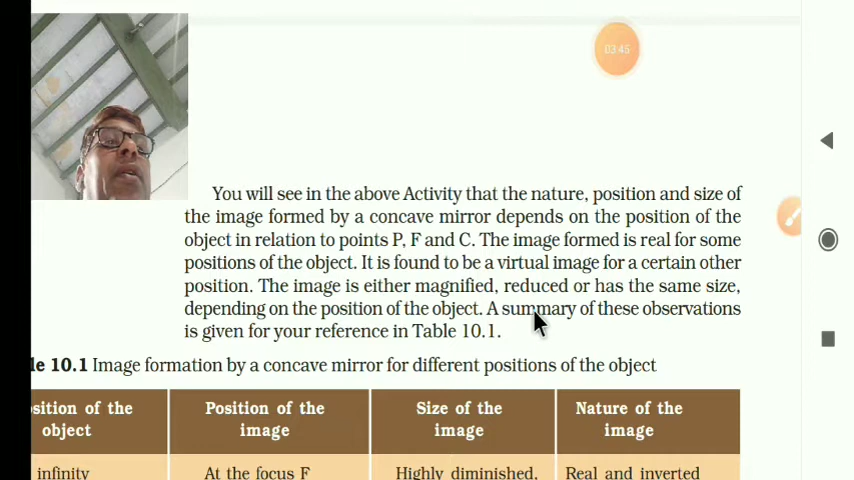 03:45
You will see in the above Activity that the nature, position and size of
the image formed by a concave mirror depends on the position of the
object in relation to points P, F and C. The image formed is real for some
positions of the object. It is found to be a virtual image for a certain other
position. The image is either magnified, reduced or has the same size,
depending on the position of the object. A summary of these observations
is given for your reference in Table 10.1.
le 10.1 Image formation by a concave mirror for different positions of the object
sition of the
object
Position of the
image
Size of the
image
Nature of the
image
infinity
At the focus F
Highly diminished,
Real and inverted